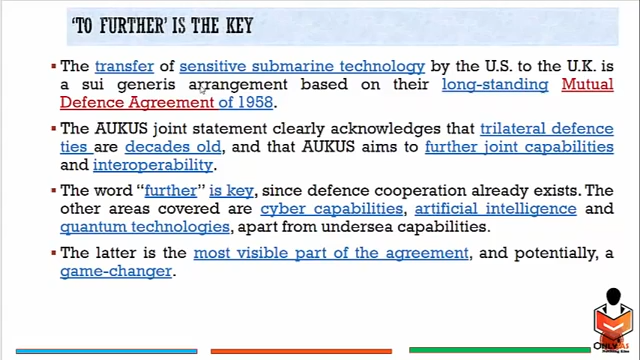 'TO FURTHER' IS THE KEY
▪ The transfer of sensitive submarine technology by the U.S. to the U.K. is
a sui generis arrangement based on their long-standing Mutual
Defence Agreement of 1958.
▪ The AUKUS joint statement clearly acknowledges that trilateral defence
ties are decades old, and that AUKUS aims to further joint capabilities
and interoperability.
▪ The word “further” is key, since defence cooperation already exists. The
other areas covered are cyber capabilities, artificial intelligence and
quantum technologies, apart from undersea capabilities.
▪ The latter is the most visible part of the agreement, and potentially, a
game-changer.
ONLY IAS